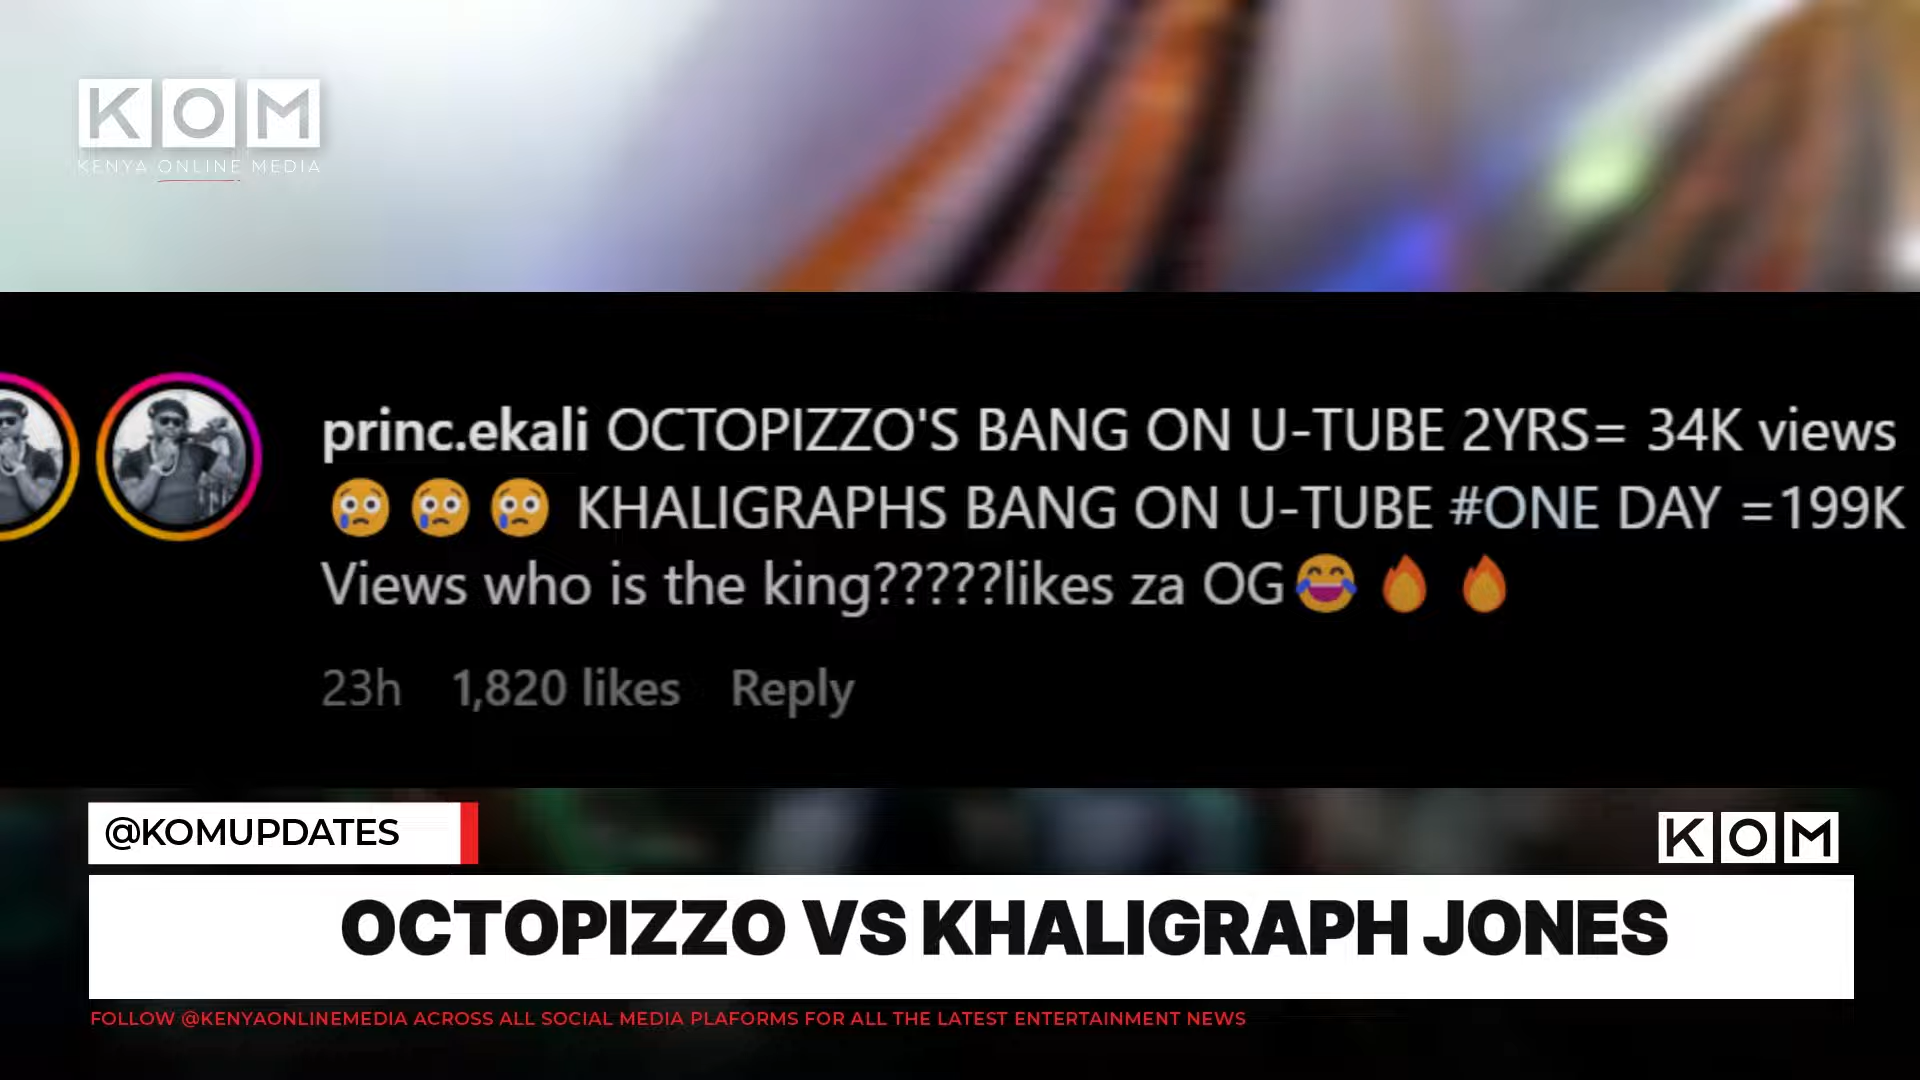 KOM
KENYA ONLINE MEDIA
princ.ekali OCTOPIZZO'S BANG ON U-TUBE 2YRS= 34K views
😢 😢 😢 KHALIGRAPHS BANG ON U-TUBE #ONE DAY =199K
Views who is the king?????likes za OG😂 🔥 🔥
23h 1,820 likes Reply
@KOMUPDATES
KOM
OCTOPIZZO VS KHALIGRAPH JONES
FOLLOW @KENYAONLINEMEDIA ACROSS ALL SOCIAL MEDIA PLAFORMS FOR ALL THE LATEST ENTERTAINMENT NEWS